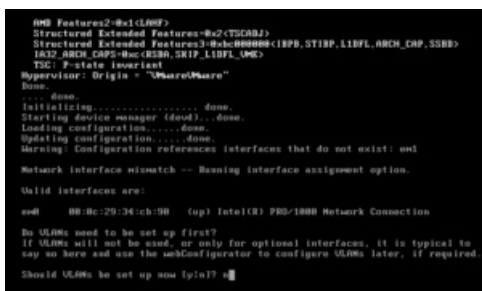 AMD Features2=0x1<LAHF>
Structured Extended Features=0x2<TSCADJ>
Structured Extended Features3=0xbc000000<IBPB,STIBP,L1DFL,ARCH_CAP,SSBD>
IA32_ARCH_CAPS=0xc<RSBA,SKIP_L1DFL_VME>
TSC: P-state invariant
Hypervisor: Origin = "VMwareVMware"
Done.
.... done.
Initializing.................. done.
Starting device manager (devd)...done.
Loading configuration......done.
Updating configuration......done.
Warning: Configuration references interfaces that do not exist: em1
Network interface mismatch -- Running interface assignment option.
Valid interfaces are:
em0 00:0c:29:34:cb:90 (up) Intel(R) PRO/1000 Network Connection
Do VLANs need to be set up first?
If VLANs will not be used, or only for optional interfaces, it is typical to
say no here and use the webConfigurator to configure VLANs later, if required.
Should VLANs be set up now [y|n]? n